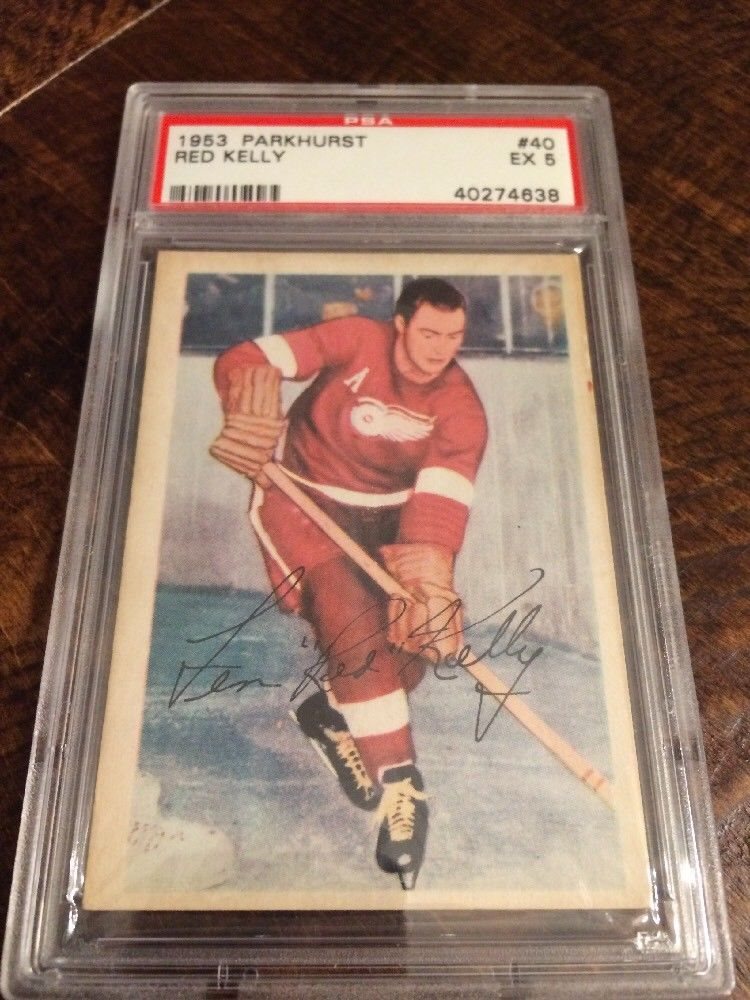 PSA
1953 PARKHURST #40
RED KELLY EX 5
40274638
A
Len "Red" Kelly